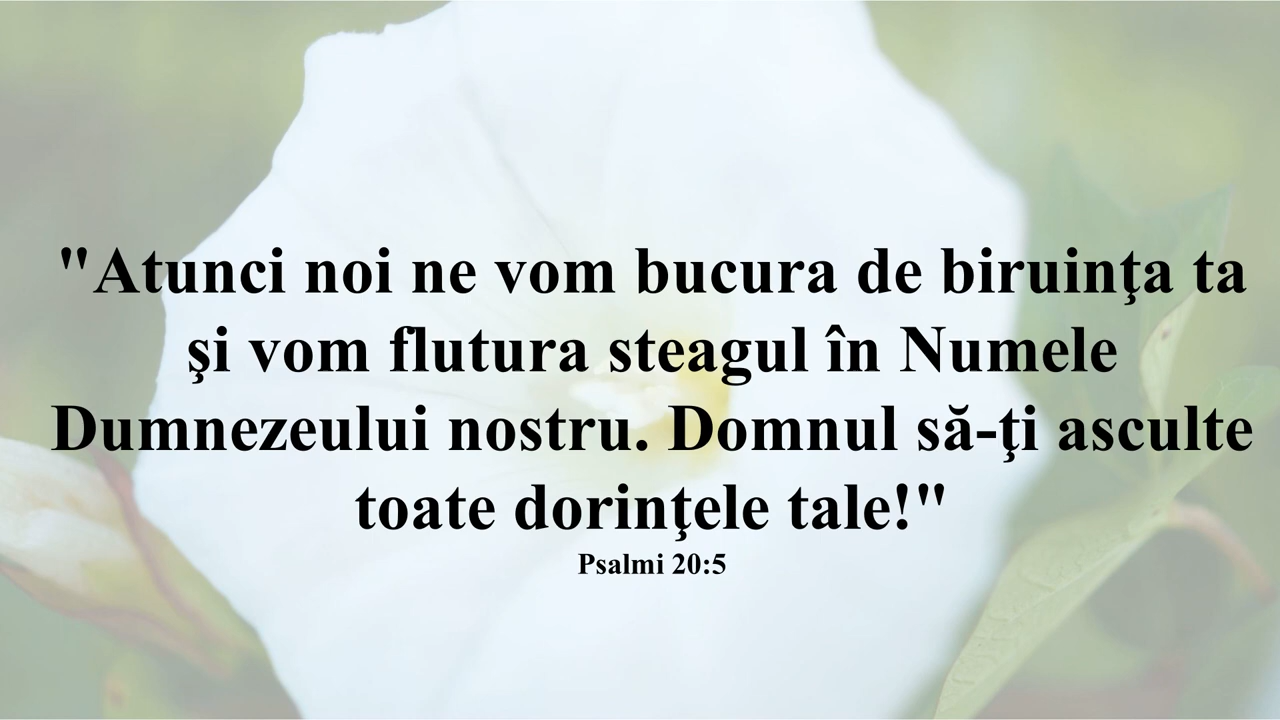 "Atunci noi ne vom bucura de biruinţa ta
şi vom flutura steagul în Numele
Dumnezeului nostru. Domnul să-ţi asculte
toate dorinţele tale!"
Psalmi 20:5